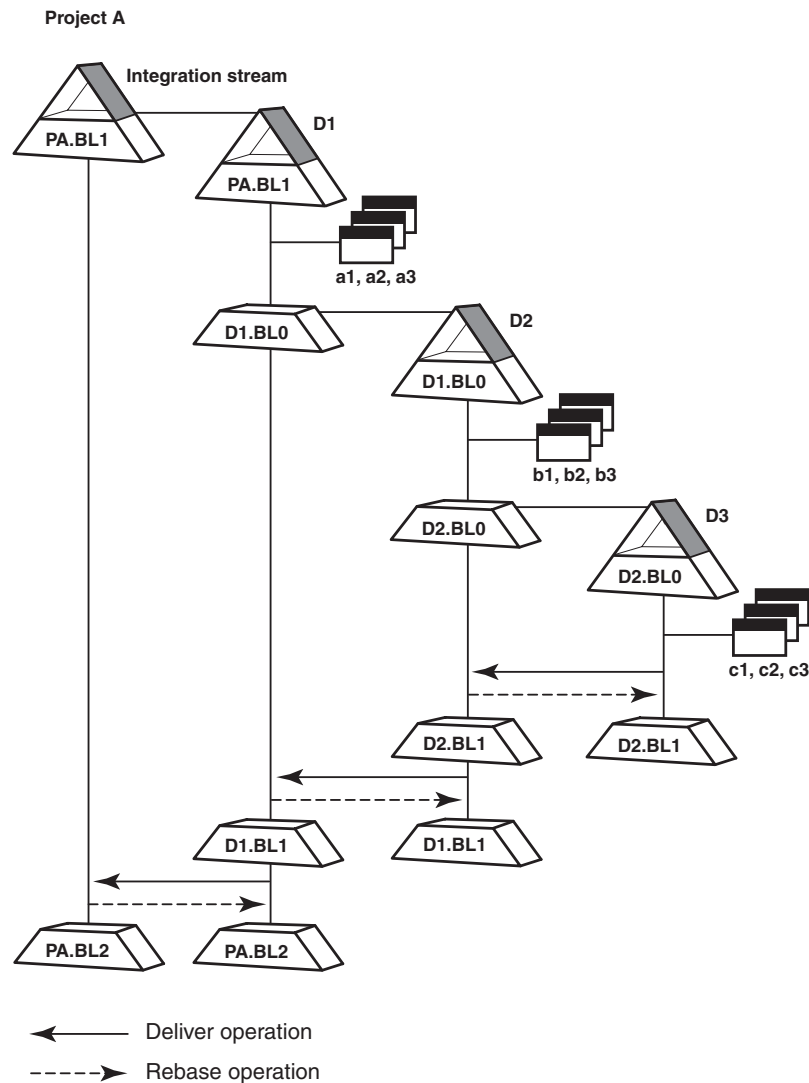 Project A
Integration stream
PA.BL1
D1
PA.BL1
a1, a2, a3
D1.BL0
D2
D1.BL0
b1, b2, b3
D2.BL0
D3
D2.BL0
c1, c2, c3
D2.BL1
D2.BL1
D1.BL1
D1.BL1
PA.BL2
PA.BL2
Deliver operation
Rebase operation